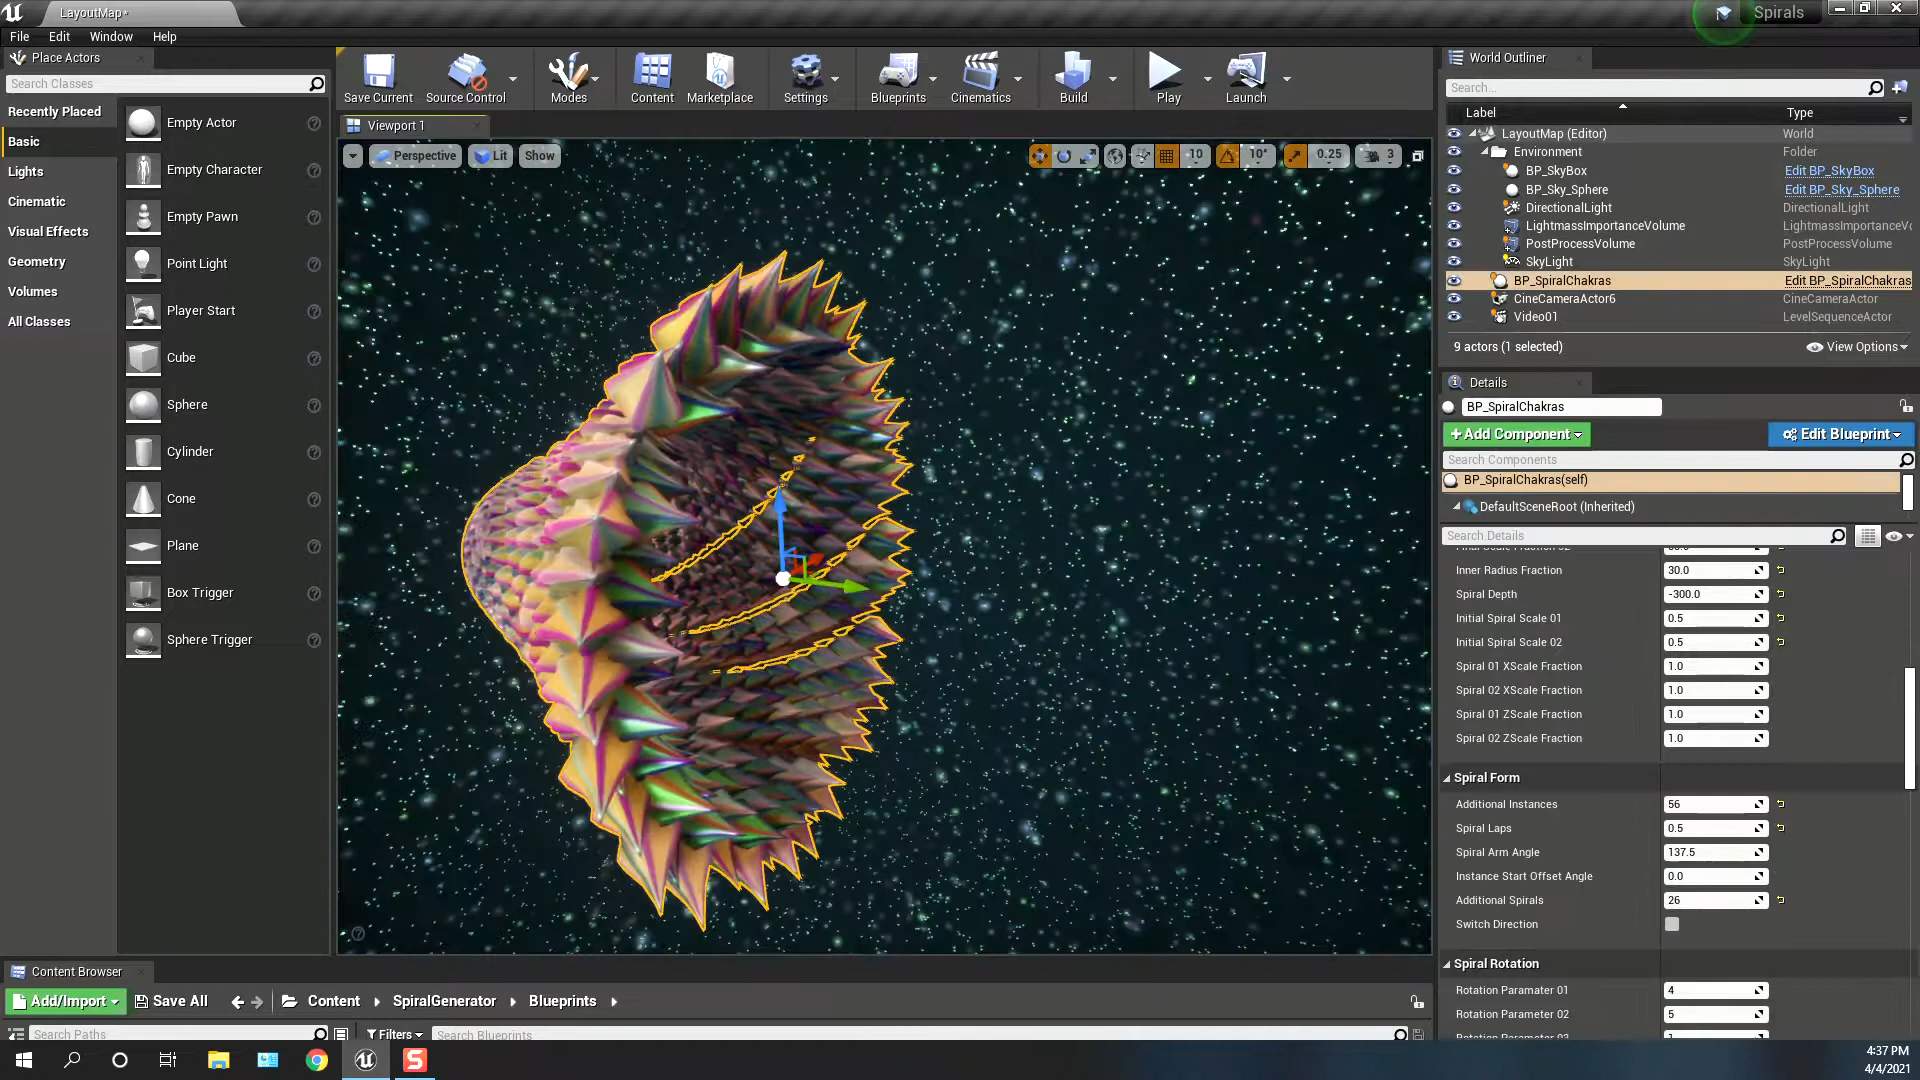 LayoutMap*
Spirals
File Edit Window Help
Place Actors
Search Classes
Recently Placed
Basic
Lights
Cinematic
Visual Effects
Geometry
Volumes
All Classes
Empty Actor
Empty Character
Empty Pawn
Point Light
Player Start
Cube
Sphere
Cylinder
Cone
Plane
Box Trigger
Sphere Trigger
Save Current Source Control Modes Content Marketplace Settings Blueprints Cinematics Build Play Launch
Viewport 1
Perspective Lit Show 10 10° 0.25 3
World Outliner
Search...
Label Type
LayoutMap (Editor) World
Environment Folder
BP_SkyBox Edit BP_SkyBox
BP_Sky_Sphere Edit BP_Sky_Sphere
DirectionalLight DirectionalLight
LightmassImportanceVolume LightmassImportanceVo
PostProcessVolume PostProcessVolume
SkyLight SkyLight
BP_SpiralChakras Edit BP_SpiralChakras
CineCameraActor6 CineCameraActor
Video01 LevelSequenceActor
9 actors (1 selected) View Options
Details
BP_SpiralChakras
+Add Component Edit Blueprint
Search Components
BP_SpiralChakras(self)
DefaultSceneRoot (Inherited)
Search Details
Inner Radius Fraction 30.0
Spiral Depth -300.0
Initial Spiral Scale 01 0.5
Initial Spiral Scale 02 0.5
Spiral 01 XScale Fraction 1.0
Spiral 02 XScale Fraction 1.0
Spiral 01 ZScale Fraction 1.0
Spiral 02 ZScale Fraction 1.0
Spiral Form
Additional Instances 56
Spiral Laps 0.5
Spiral Arm Angle 137.5
Instance Start Offset Angle 0.0
Additional Spirals 26
Switch Direction
Spiral Rotation
Rotation Paramater 01 4
Rotation Parameter 02 5
Content Browser
Add/Import Save All Content SpiralGenerator Blueprints
Search Paths Filters Search Blueprints
4:37 PM
4/4/2021